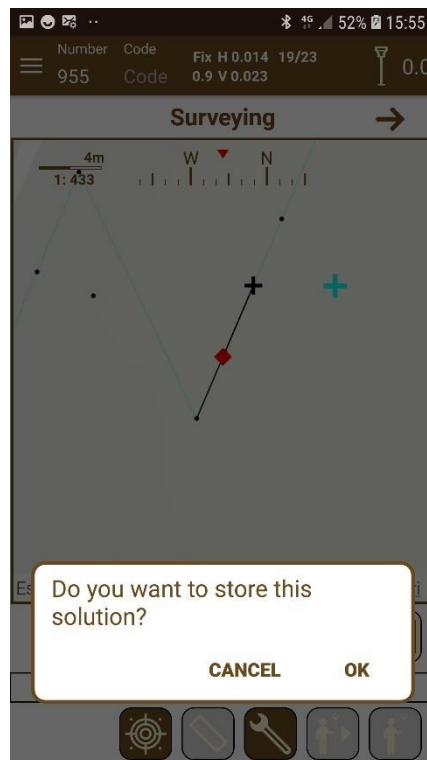 4G 52% 15:55
Number Code Fix H 0.014 19/23
955 Code 0.9 V 0.023 0.0
Surveying
4m W N
1: 433
Es
Do you want to store this
solution?
CANCEL OK